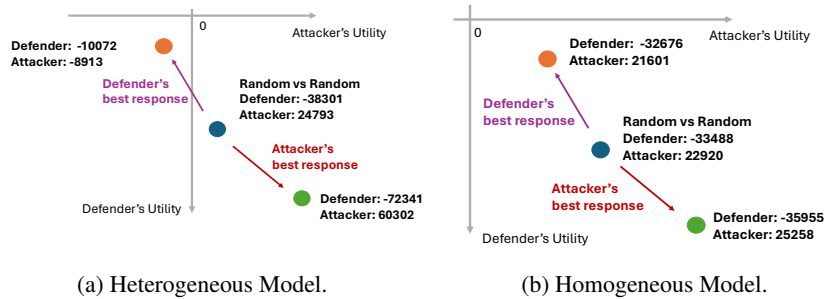 0
Attacker's Utility
Defender: -10072
Attacker: -8913
Defender's
best response
Random vs Random
Defender: -38301
Attacker: 24793
Attacker's
best response
Defender: -72341
Attacker: 60302
Defender's Utility
(a) Heterogeneous Model.
0
Attacker's Utility
Defender: -32676
Attacker: 21601
Defender's
best response
Random vs Random
Defender: -33488
Attacker: 22920
Attacker's
best response
Defender: -35955
Attacker: 25258
Defender's Utility
(b) Homogeneous Model.